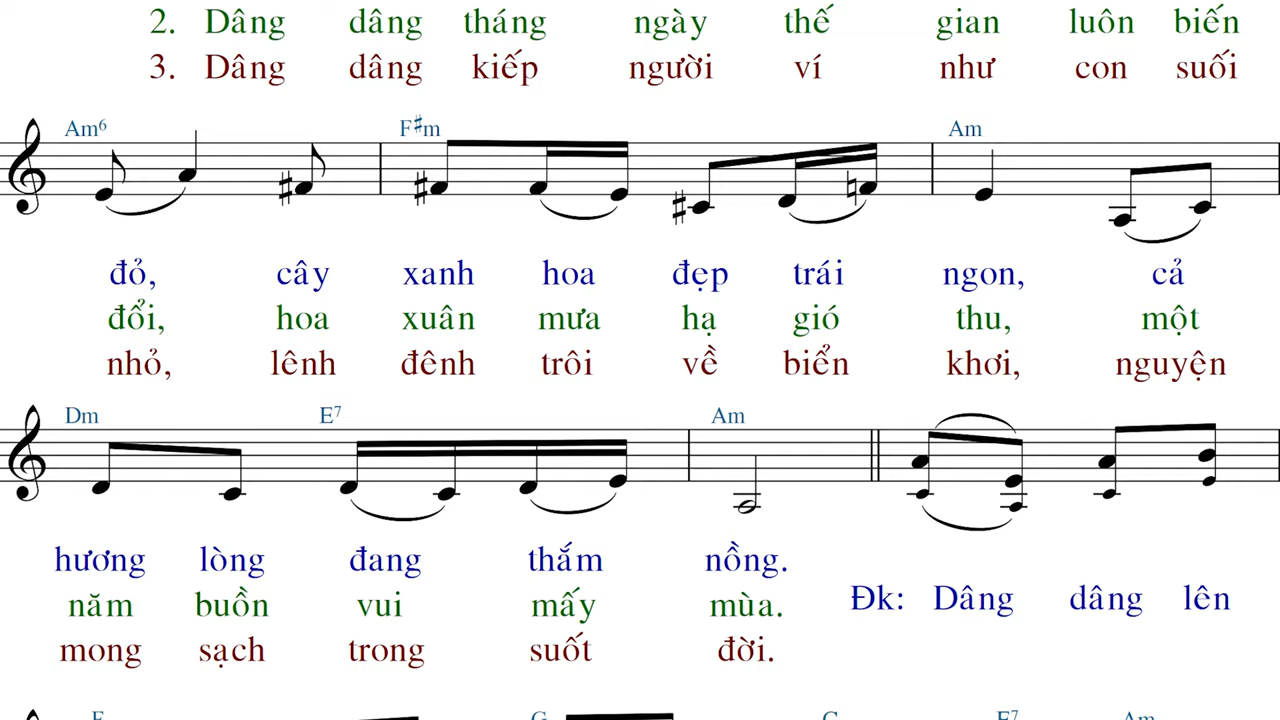 2. Dâng dâng tháng ngày thế gian luôn biến
3. Dâng dâng kiếp người ví như con suối
Am6 F#m Am
đỏ, cây xanh hoa đẹp trái ngon, cả
đổi, hoa xuân mưa hạ gió thu, một
nhỏ, lênh đênh trôi về biển khơi, nguyện
Dm E7 Am
hương lòng đang thắm nồng.
năm buồn vui mấy mùa.
Đk: Dâng dâng lên
mong sạch trong suốt đời.